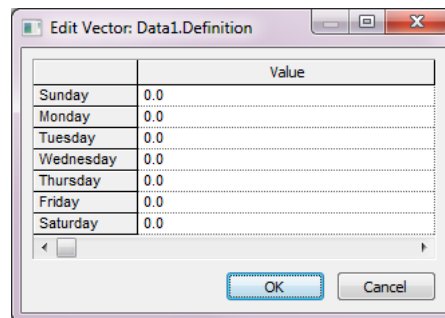 Edit Vector: Data1.Definition
Value
Sunday 0.0
Monday 0.0
Tuesday 0.0
Wednesday 0.0
Thursday 0.0
Friday 0.0
Saturday 0.0
OK Cancel